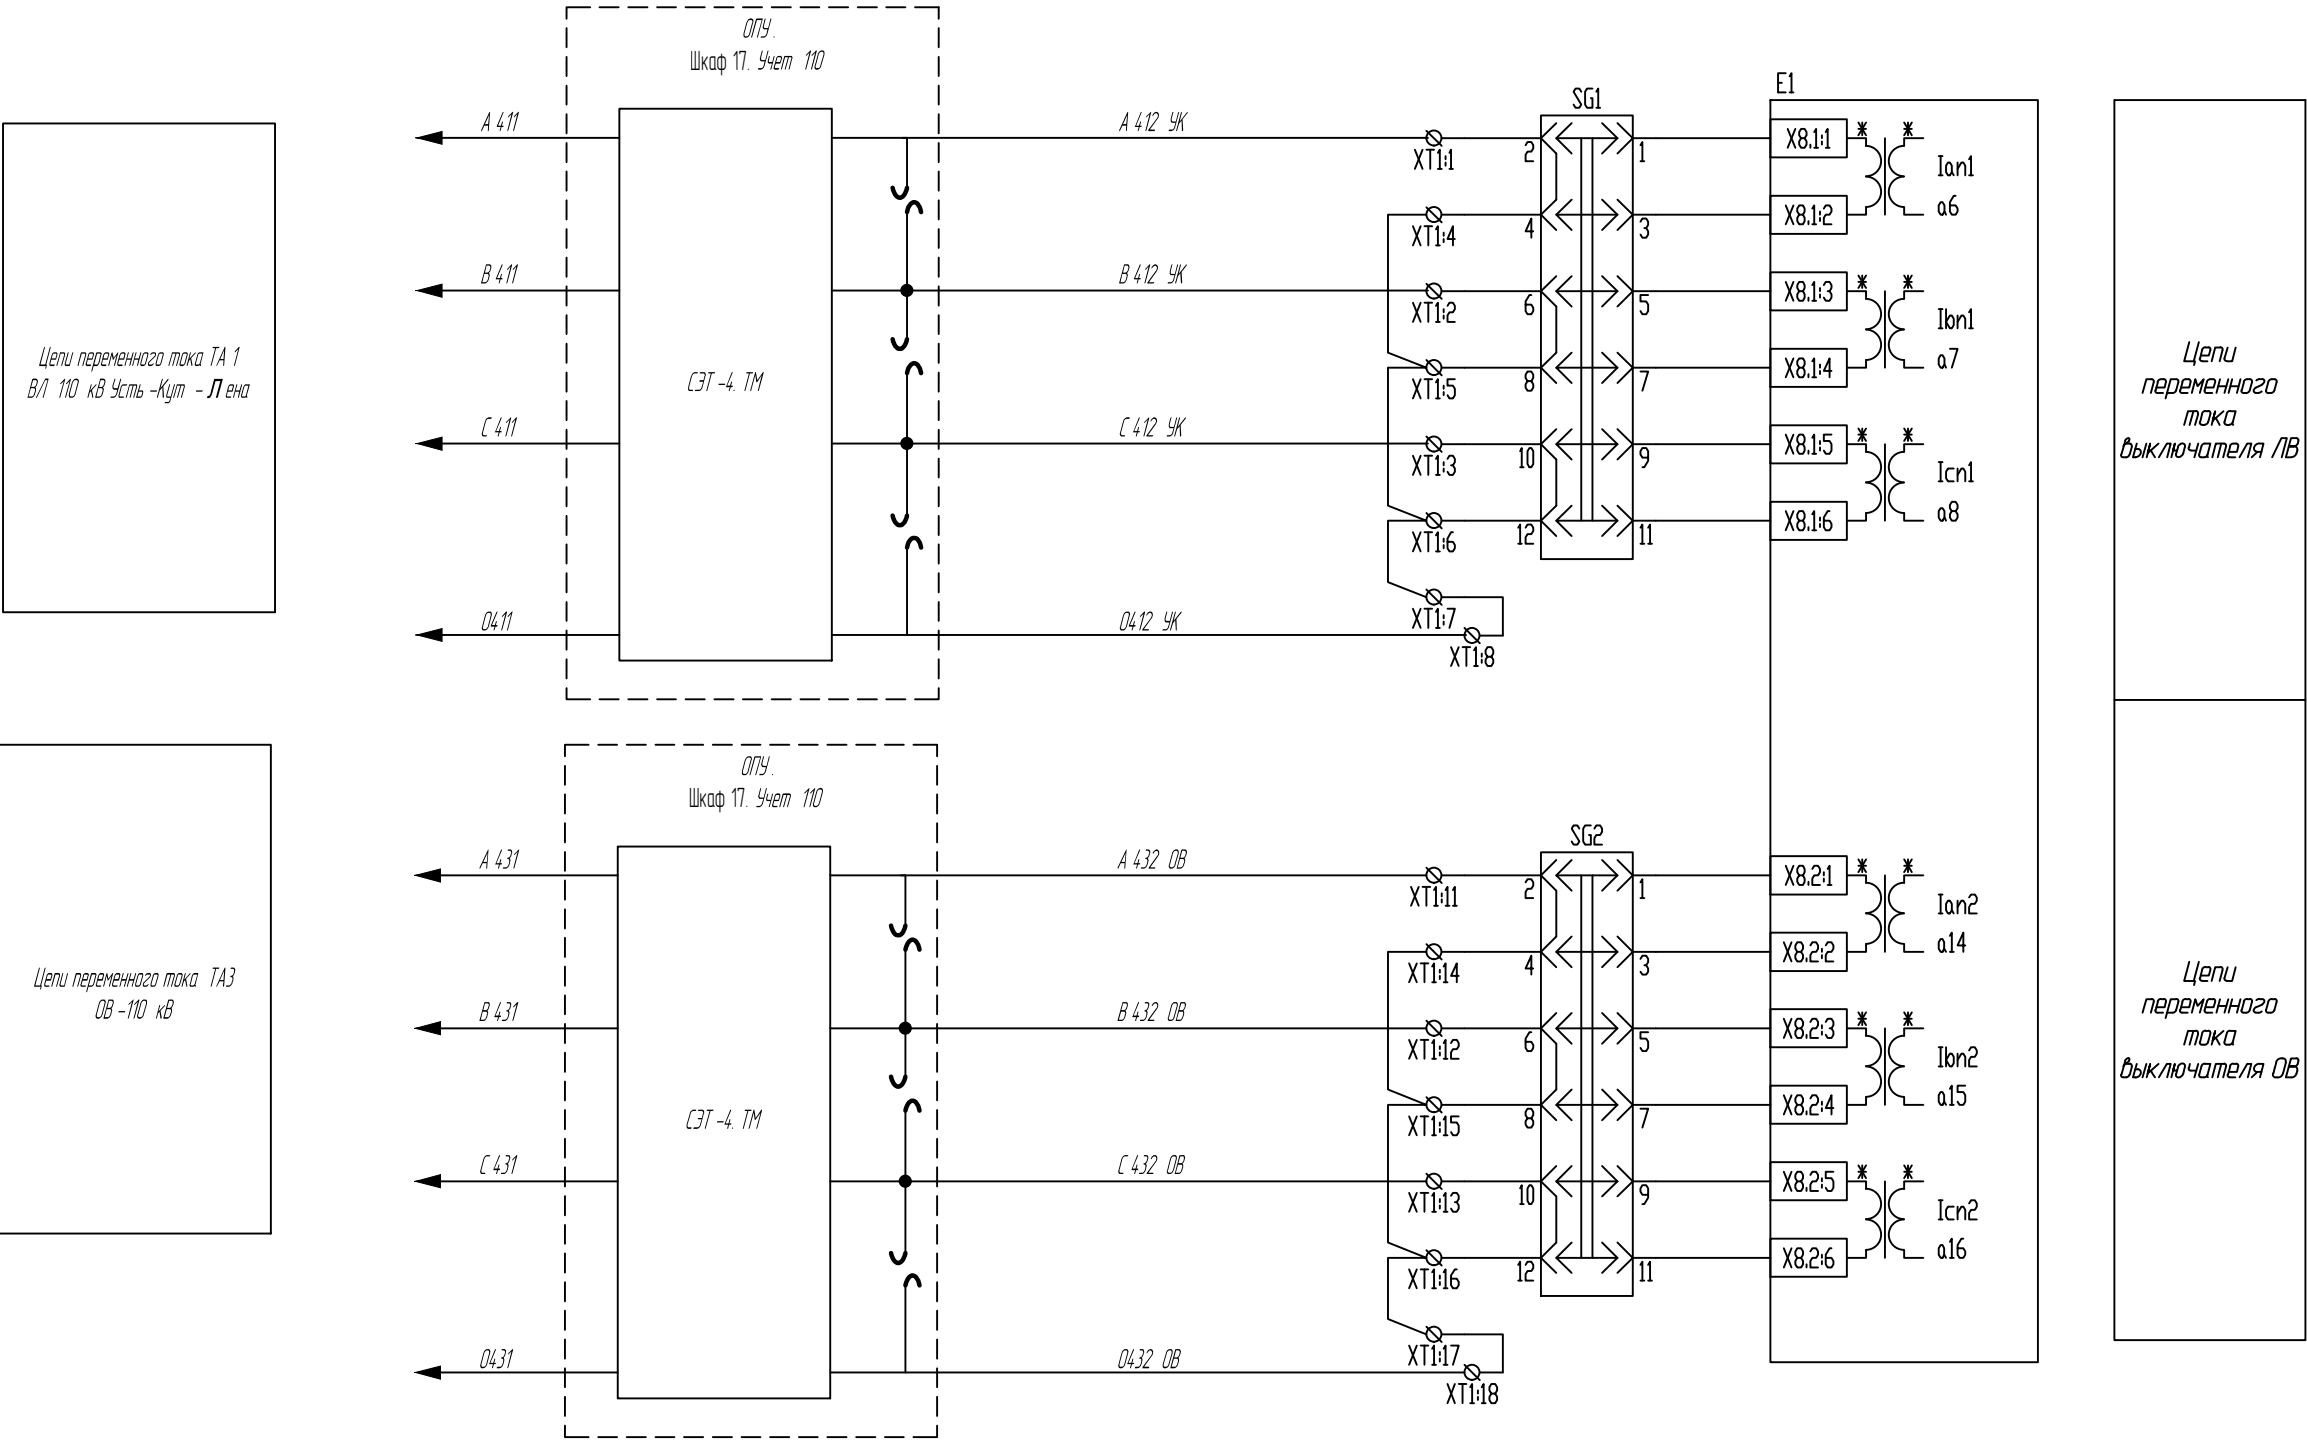 ОПУ.
Шкаф 17. Учет 110
Цепи переменного тока ТА 1
ВЛ 110 кВ Усть-Кут - Лена
СЭТ-4. ТМ
А 411
В 411
С 411
О411
А 412 УК
В 412 УК
С 412 УК
О412 УК
XT1:1
XT1:4
XT1:2
XT1:5
XT1:3
XT1:6
XT1:7
XT1:8
SG1
2
4
6
8
10
12
1
3
5
7
9
11
E1
X8.1:1
X8.1:2
X8.1:3
X8.1:4
X8.1:5
X8.1:6
Ian1
a6
Ibn1
a7
Icn1
a8
Цепи
переменного
тока
выключателя ЛВ
ОПУ.
Шкаф 17. Учет 110
Цепи переменного тока ТА3
ОВ-110 кВ
СЭТ-4. ТМ
А 431
В 431
С 431
О431
А 432 ОВ
В 432 ОВ
С 432 ОВ
О432 ОВ
XT1:11
XT1:14
XT1:12
XT1:15
XT1:13
XT1:16
XT1:17
XT1:18
SG2
2
4
6
8
10
12
1
3
5
7
9
11
X8.2:1
X8.2:2
X8.2:3
X8.2:4
X8.2:5
X8.2:6
Ian2
a14
Ibn2
a15
Icn2
a16
Цепи
переменного
тока
выключателя ОВ